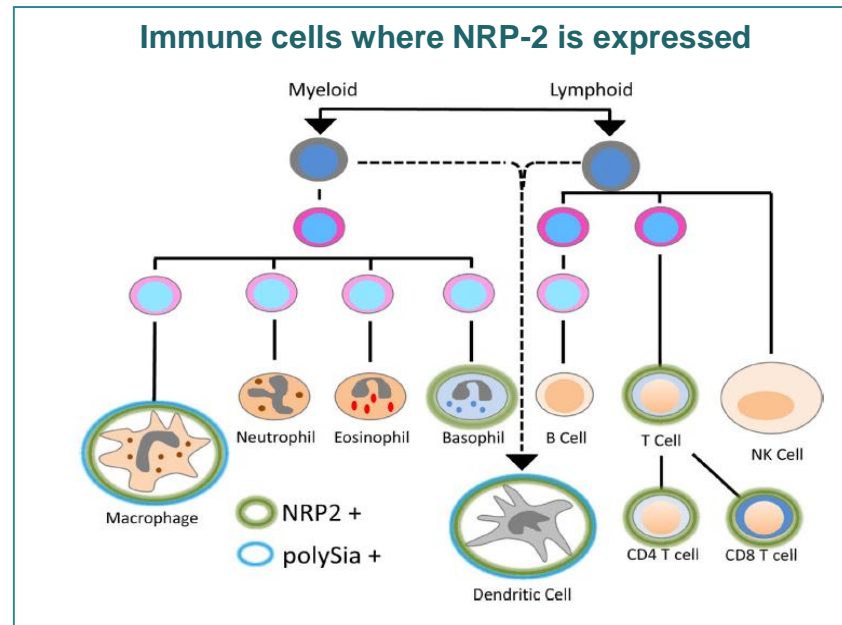 Immune cells where NRP-2 is expressed
Myeloid
Lymphoid
Neutrophil
Eosinophil
Basophil
B Cell
T Cell
NK Cell
Macrophage
NRP2 +
polySia +
CD4 T cell
CD8 T cell
Dendritic Cell